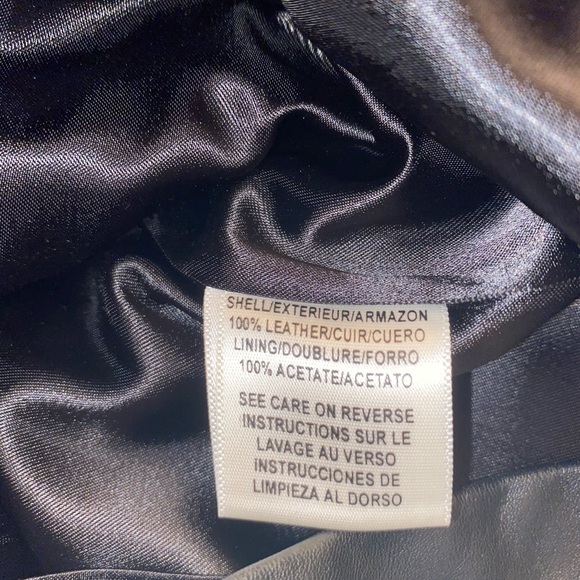 SHELL/EXTERIEUR/ARMAZON
100% LEATHER/CUIR/CUERO
LINING/DOUBLURE/FORRO
100% ACETATE/ACETATO
SEE CARE ON REVERSE
INSTRUCTIONS SUR LE
LAVAGE AU VERSO
INSTRUCCIONES DE
LIMPIEZA AL DORSO